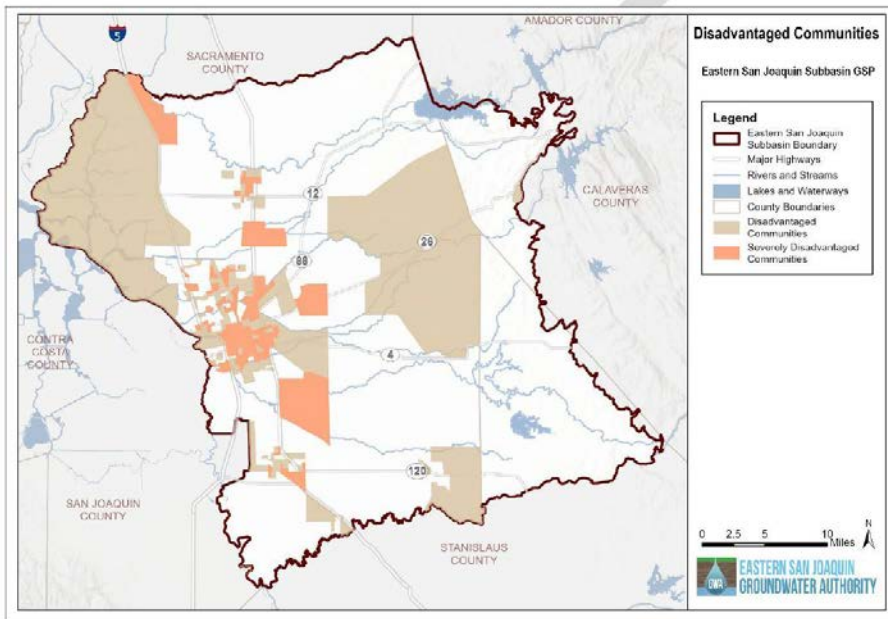 AMADOR COUNTY
5
SACRAMENTO
COUNTY
CALAVERAS
COUNTY
12
26
88
CONTRA
COSTA
COUNTY
4
120
SAN JOAQUIN
COUNTY
STANISLAUS
COUNTY
Disadvantaged Communities
Eastern San Joaquin Subbasin GSP
Legend
Eastern San Joaquin
Subbasin Boundary
Major Highways
Rivers and Streams
Lakes and Waterways
County Boundaries
Disadvantaged
Communities
Severely Disadvantaged
Communities
N
0 2.5 5 10
Miles
GWA
EASTERN SAN JOAQUIN
GROUNDWATER AUTHORITY